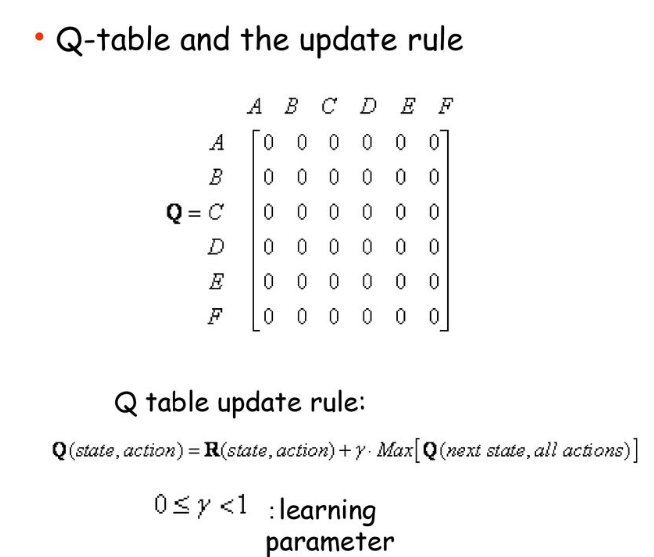 • Q-table and the update rule
A B C D E F
A 0 0 0 0 0 0
B 0 0 0 0 0 0
Q = C 0 0 0 0 0 0
D 0 0 0 0 0 0
E 0 0 0 0 0 0
F 0 0 0 0 0 0
Q table update rule:
Q(state, action) = R(state, action) + γ · Max[Q(next state, all actions)]
0 ≤ γ < 1 : learning
parameter